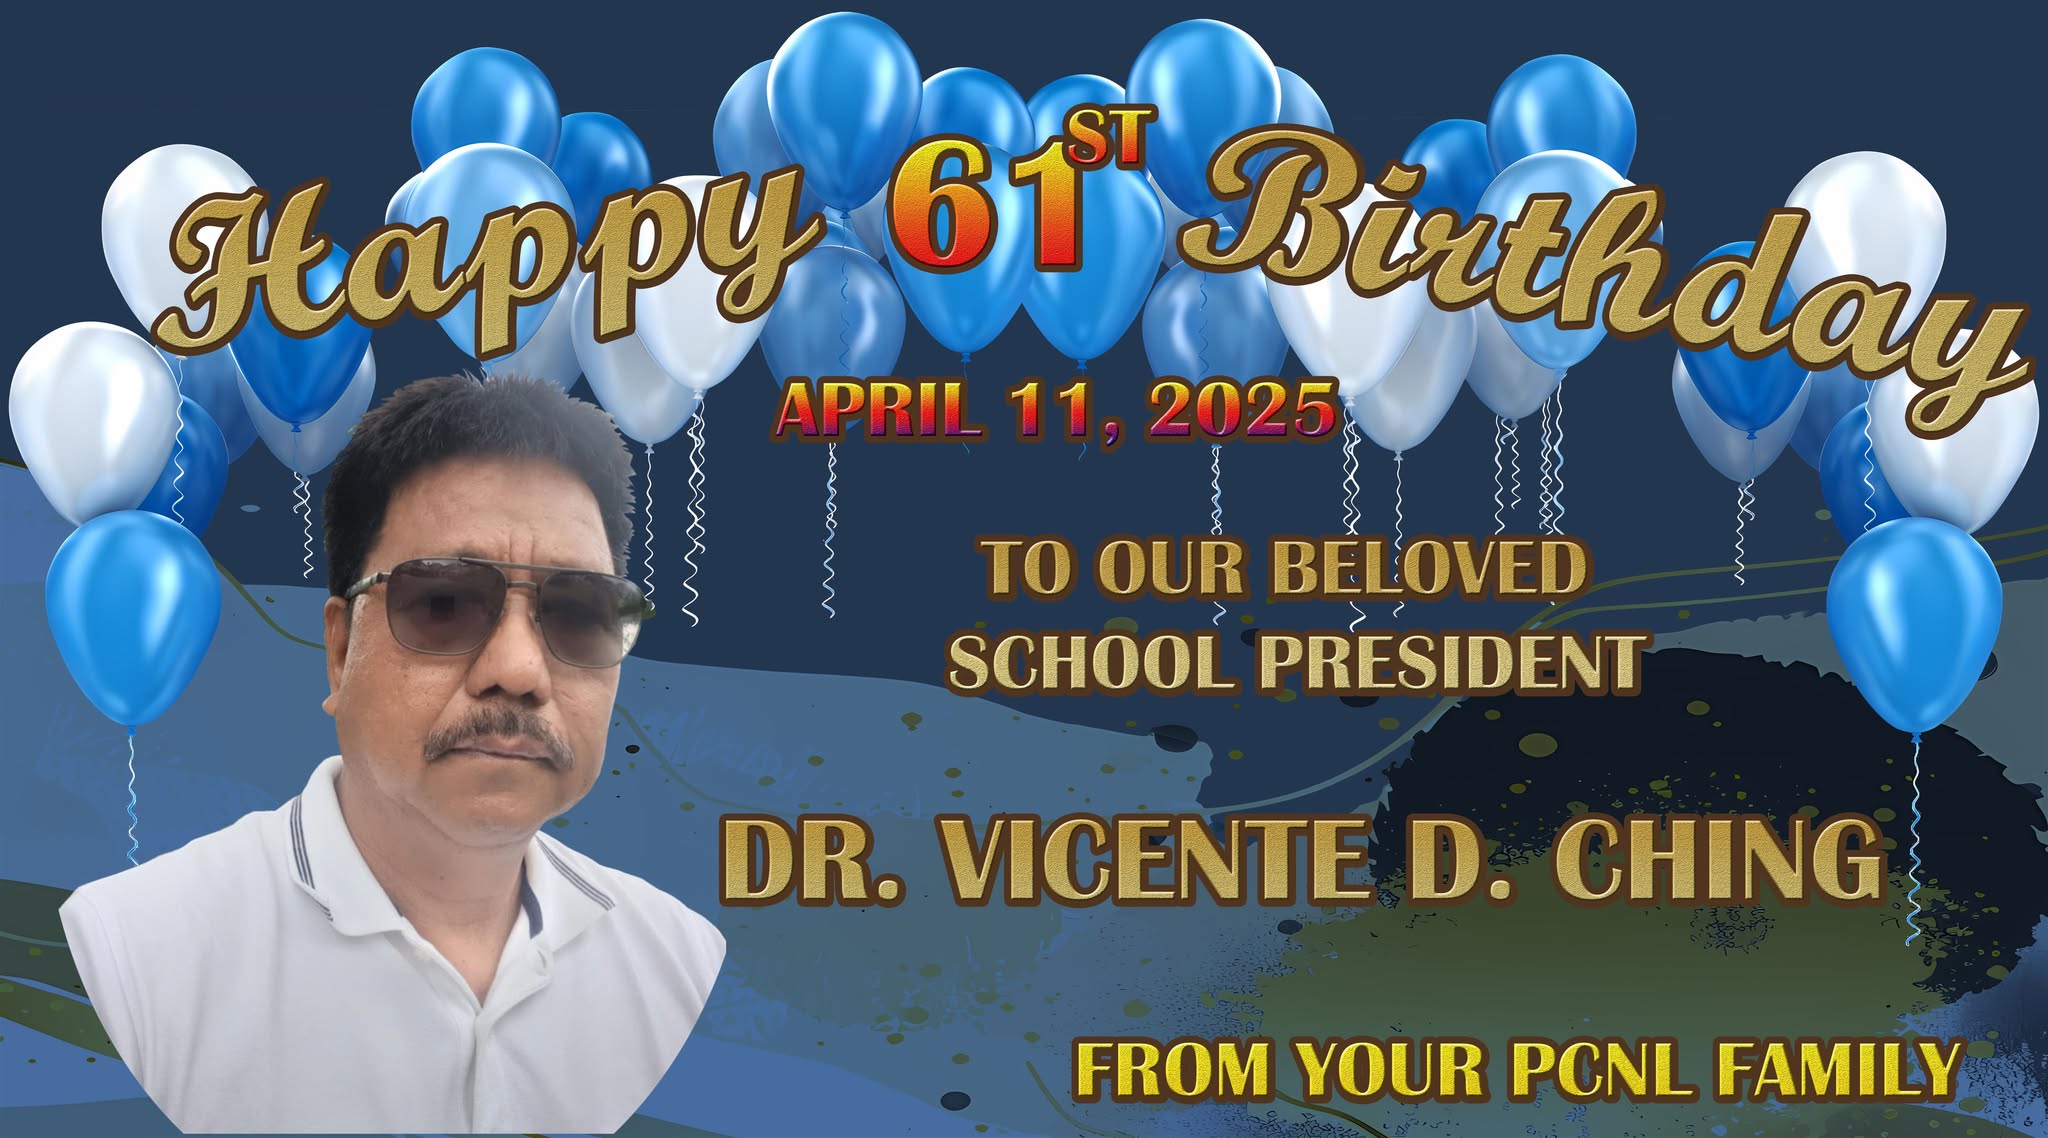 Happy 61ST Birthday
APRIL 11, 2025
TO OUR BELOVED
SCHOOL PRESIDENT
DR. VICENTE D. CHING
FROM YOUR PCNL FAMILY